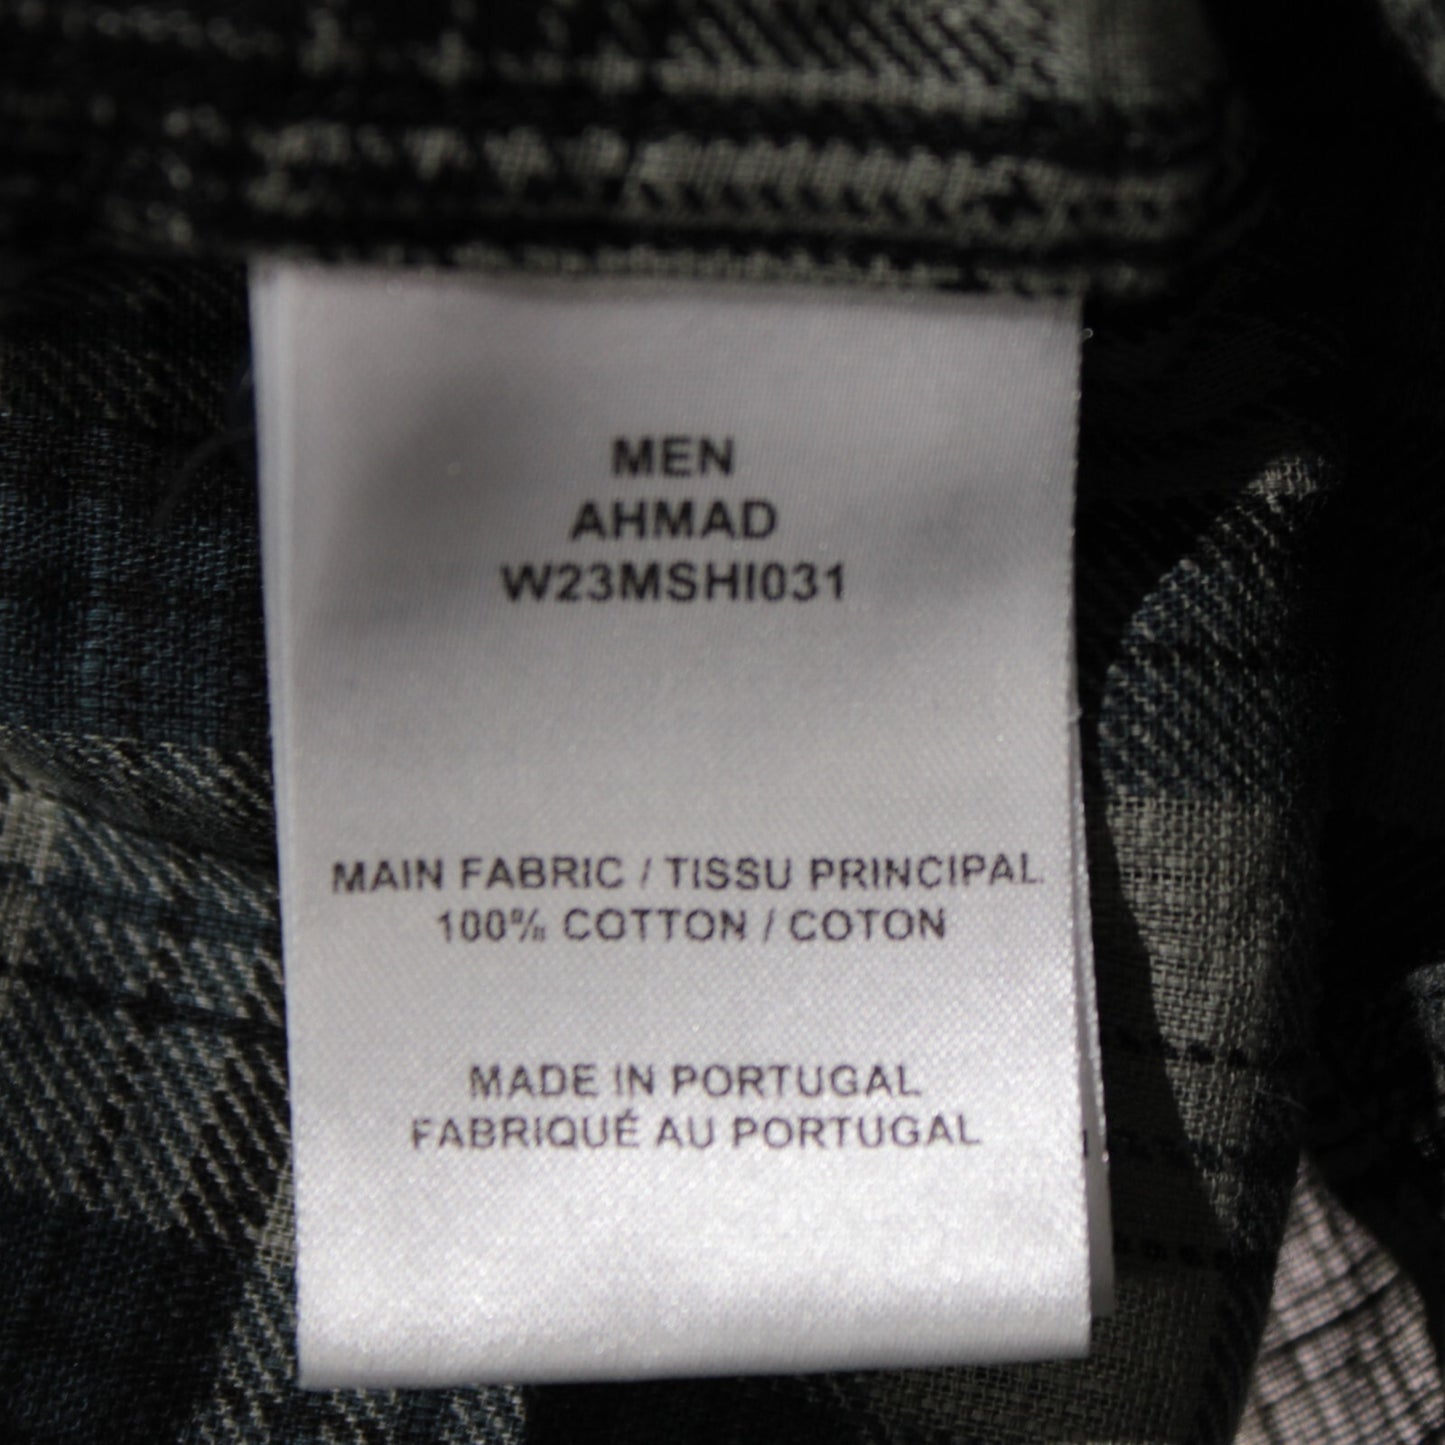 MEN
AHMAD
W23MSHI031
MAIN FABRIC / TISSU PRINCIPAL
100% COTTON / COTON
MADE IN PORTUGAL
FABRIQUÉ AU PORTUGAL